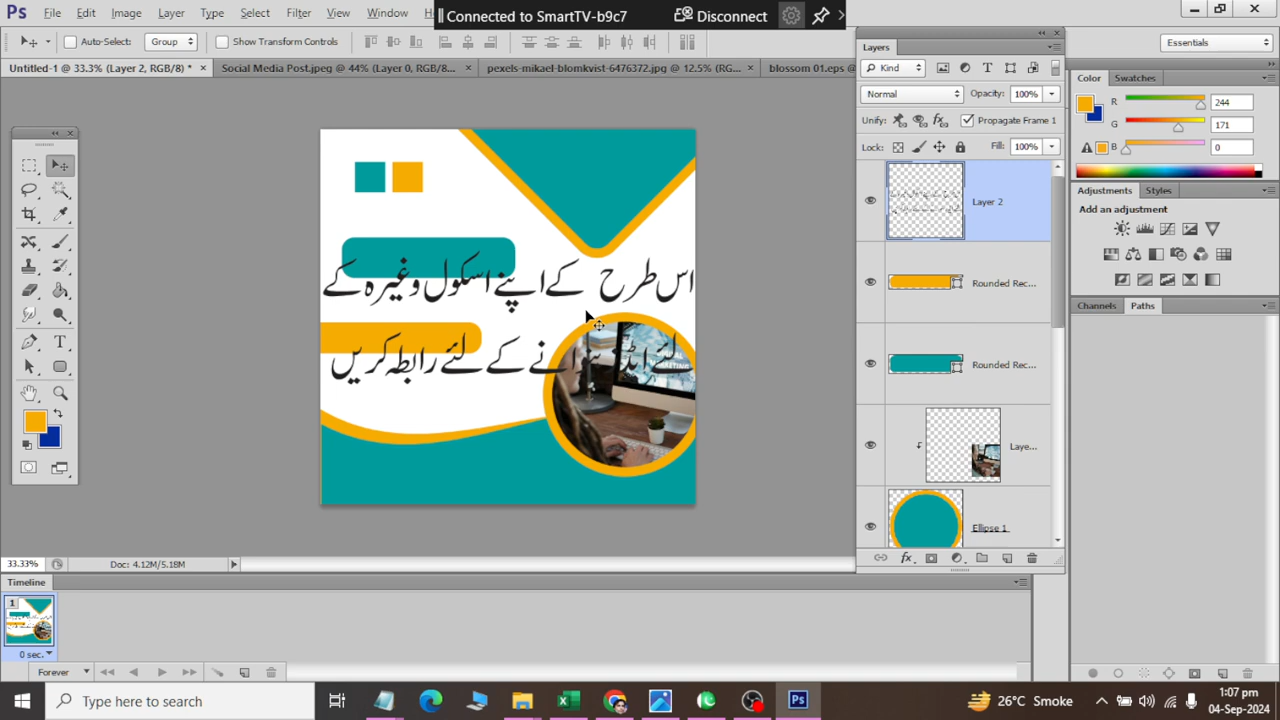 Connected to SmartTV-b9c7 Disconnect
Ps File Edit Image Layer Type Select Filter View Window
Essentials
Auto-Select: Group Show Transform Controls
Untitled-1 @ 33.3% (Layer 2, RGB/8) * × Social Media Post.jpeg @ 44% (Layer 0, RGB/8... × pexels-mikael-blomkvist-6476372.jpg @ 12.5% (RG... × blossom 01.eps @
Layers
Kind
Normal Opacity: 100%
Unify: Propagate Frame 1
Lock: Fill: 100%
Layer 2
Rounded Rec...
Rounded Rec...
Laye...
Ellipse 1
Color Swatches
R 244
G 171
B 0
Adjustments Styles
Add an adjustment
Channels Paths
اس طرح کے اپنے اسکول وغیرہ کے
لئے ایڈ بنوانے کے لئے رابطہ کریں
33.33% Doc: 4.12M/5.18M
Timeline
1
0 sec.
Forever
Type here to search
Ps
26°C Smoke
1:07 pm
04-Sep-2024